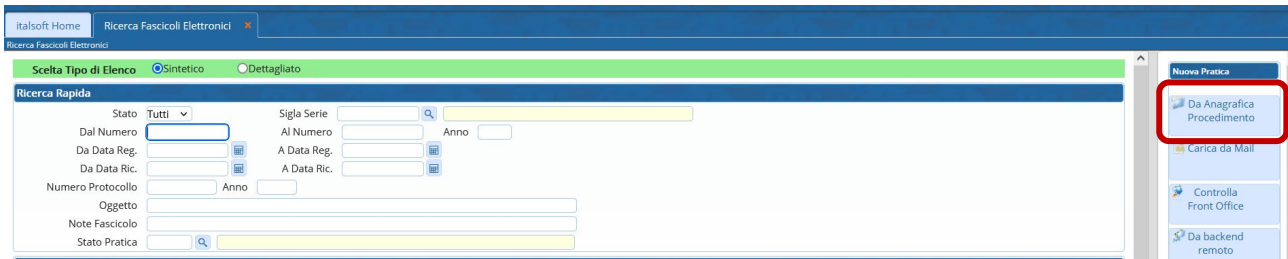 italsoft Home Ricerca Fascicoli Elettronici ×
Ricerca Fascicoli Elettronici
Scelta Tipo di Elenco Sintetico Dettagliato
Ricerca Rapida
Stato Tutti Sigla Serie
Dal Numero Al Numero Anno
Da Data Reg. A Data Reg.
Da Data Ric. A Data Ric.
Numero Protocollo Anno
Oggetto
Note Fascicolo
Stato Pratica
Nuova Pratica
Da Anagrafica
Procedimento
Carica da Mail
Controlla
Front Office
Da backend
remoto